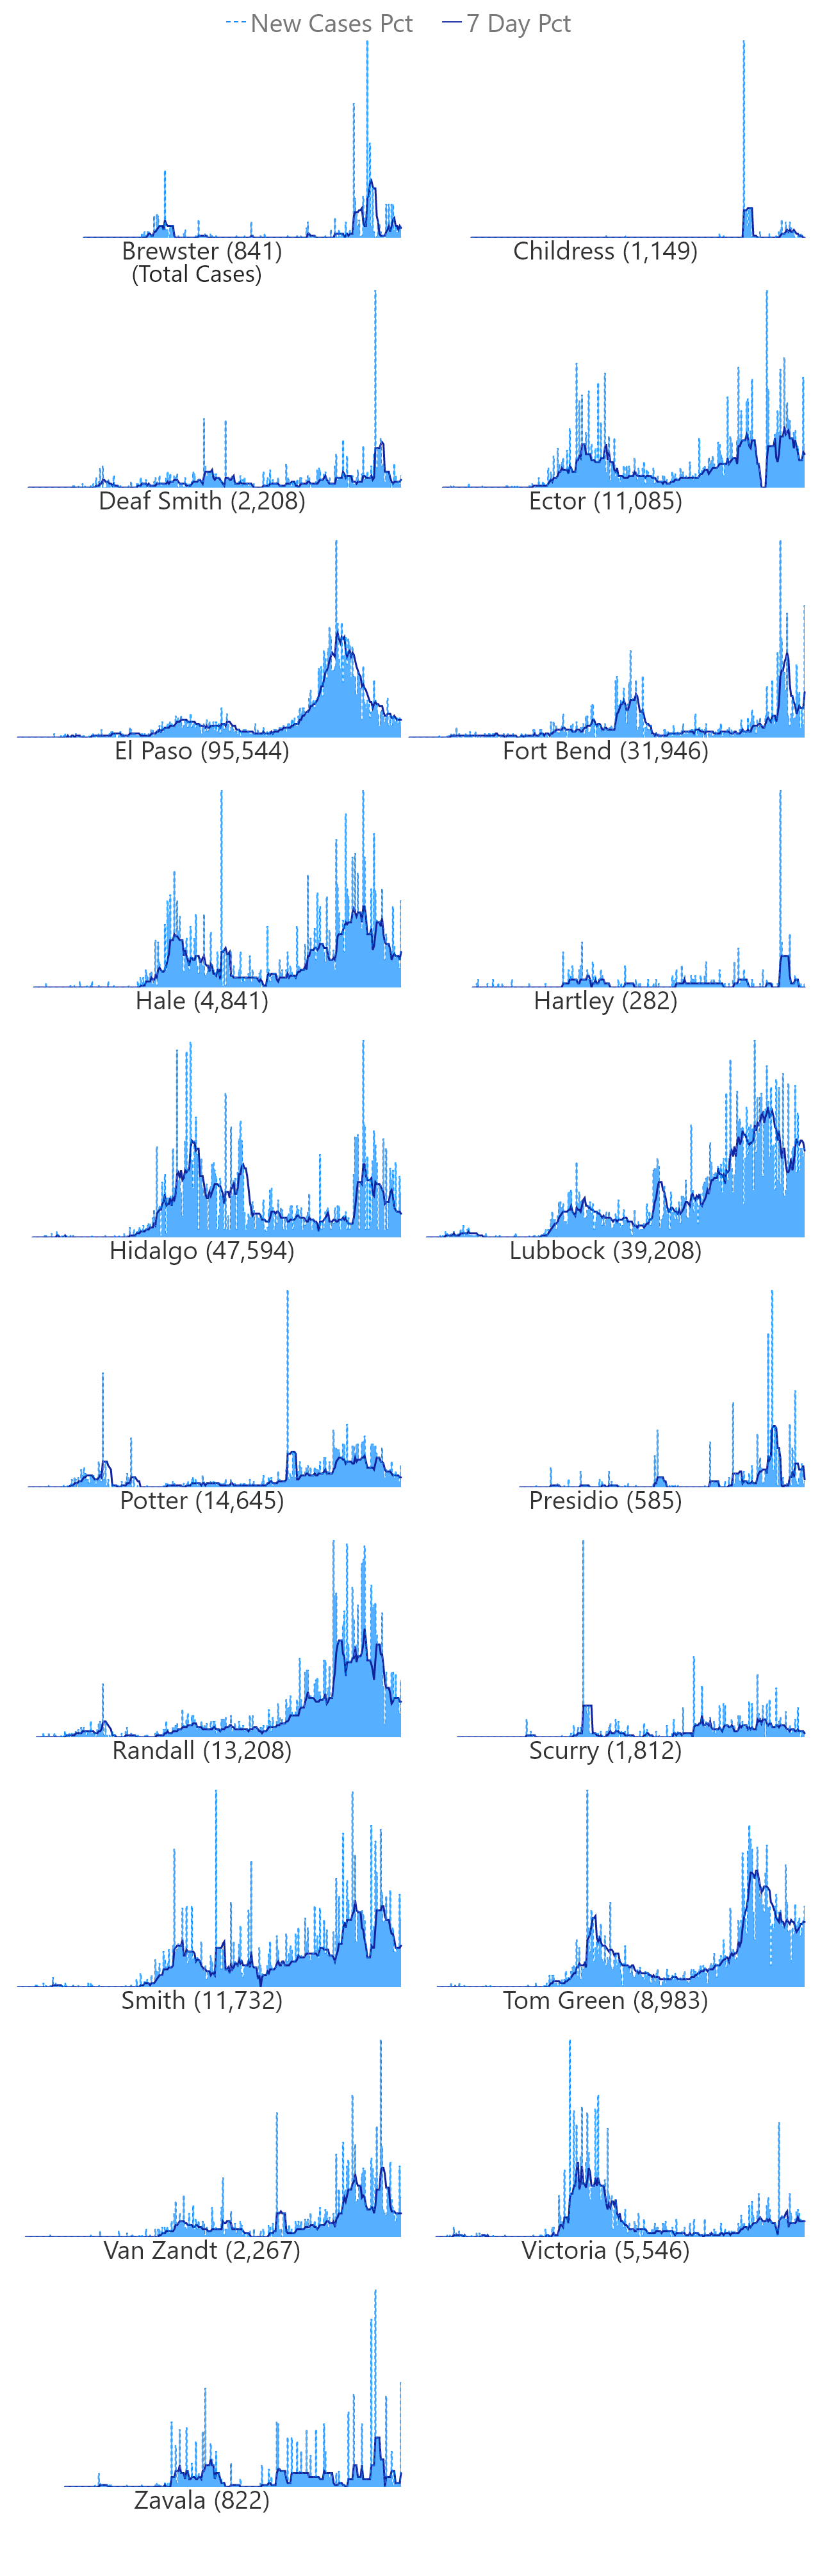 New Cases Pct 7 Day Pct
Brewster (841) Childress (1,149)
(Total Cases)
Deaf Smith (2,208) Ector (11,085)
El Paso (95,544) Fort Bend (31,946)
Hale (4,841) Hartley (282)
Hidalgo (47,594) Lubbock (39,208)
Potter (14,645) Presidio (585)
Randall (13,208) Scurry (1,812)
Smith (11,732) Tom Green (8,983)
Van Zandt (2,267) Victoria (5,546)
Zavala (822)